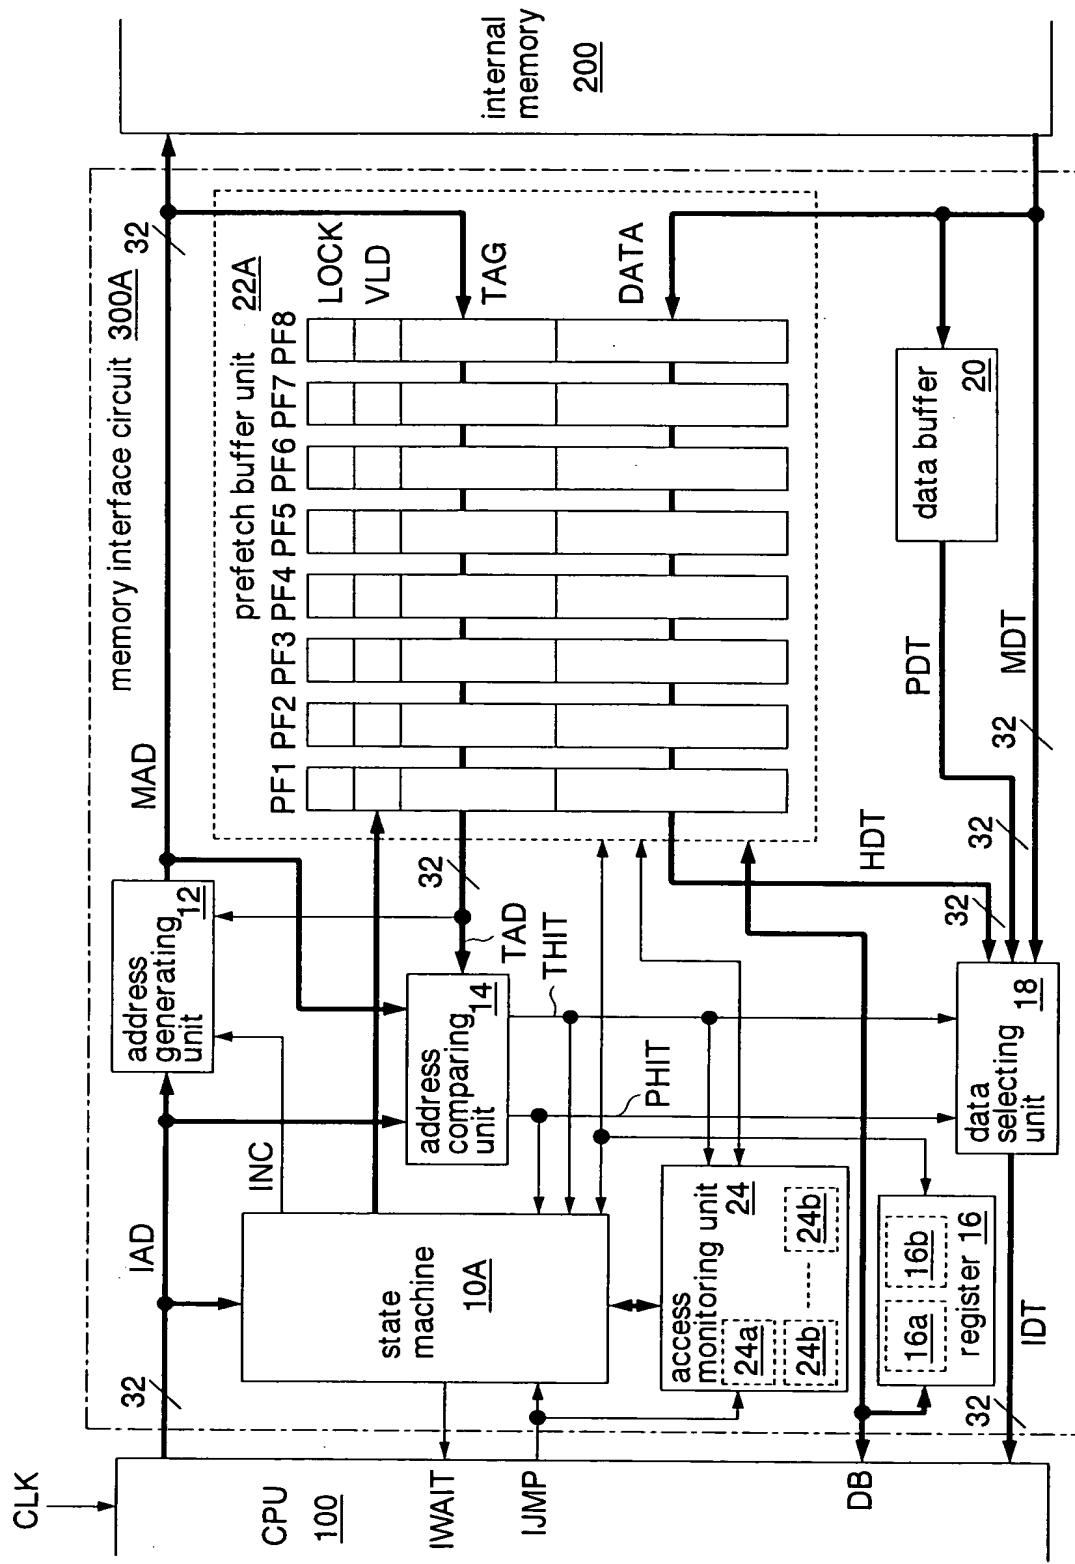 CLK
CPU
100
IWAIT
IJMP
DB
32
IAD
INC
memory interface circuit 300A
MAD
32
address
generating
unit
12
state
machine
10A
address
comparing
unit
14
32
TAD
THIT
PHIT
access
monitoring unit
24
24a
24b
24b
16a
16b
register 16
IDT
32
data
selecting
unit
18
HDT
32
32
32
PDT
MDT
data buffer
20
prefetch buffer unit
22A
PF1
PF2
PF3
PF4
PF5
PF6
PF7
PF8
LOCK
VLD
TAG
DATA
internal
memory
200